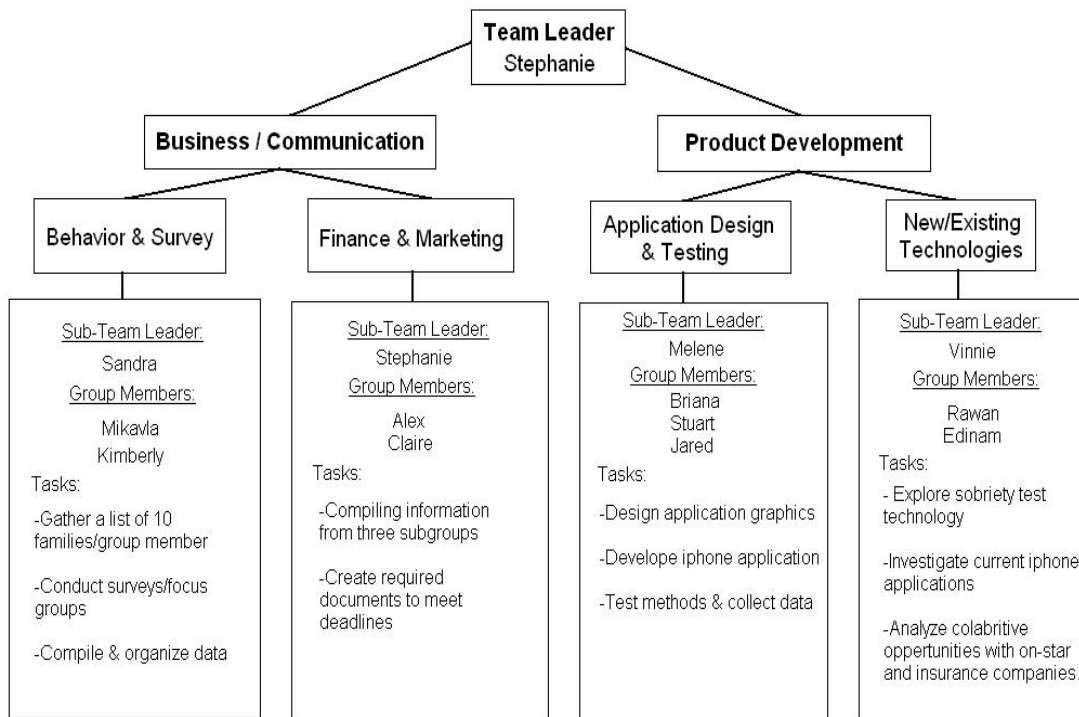 Team Leader
Stephanie
Business / Communication
Product Development
Behavior & Survey
Finance & Marketing
Application Design
& Testing
New/Existing
Technologies
Sub-Team Leader:
Sandra
Group Members:
Mikavla
Kimberly
Tasks:
-Gather a list of 10
families/group member
-Conduct surveys/focus
groups
-Compile & organize data
Sub-Team Leader:
Stephanie
Group Members:
Alex
Claire
Tasks:
-Compiling information
from three subgroups
-Create required
documents to meet
deadlines
Sub-Team Leader:
Melene
Group Members:
Briana
Stuart
Jared
Tasks:
-Design application graphics
-Develope iphone application
-Test methods & collect data
Sub-Team Leader:
Vinnie
Group Members:
Rawan
Edinam
Tasks:
- Explore sobriety test
technology
-Investigate current iphone
applications
-Analyze colabritive
oppertunities with on-star
and insurance companies.